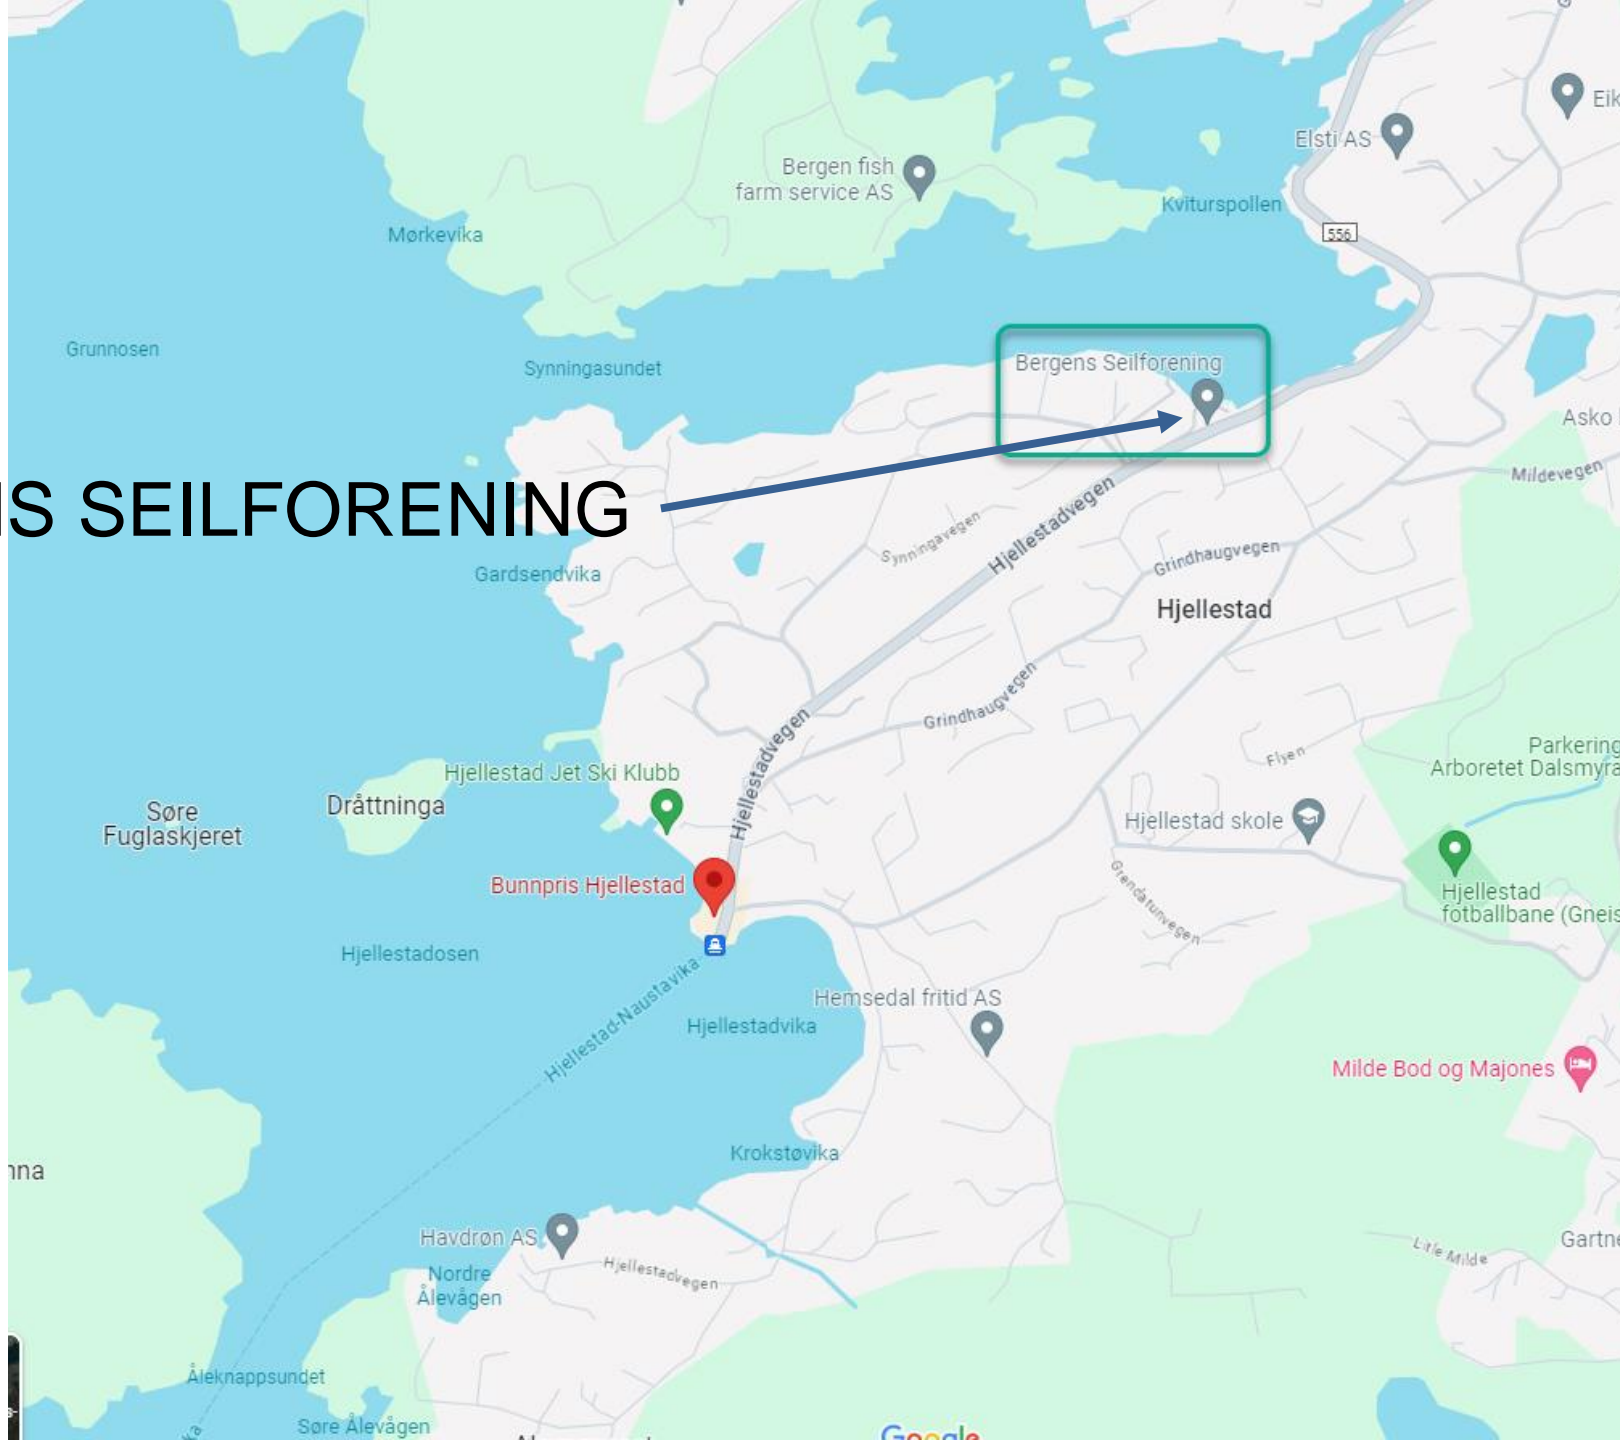 Elsti AS
Eik
Bergen fish
farm service AS
Kviturspollen
Mørkevika
556
Grunnosen
Synningasundet
Bergens Seilforening
Asko
Mildevegen
S SEILFORENING
Hjellestadvegen
Synningavegen
Grindhaugvegen
Gardsendvika
Hjellestad
Grindhaugvegen
Hjellestadvegen
Flyen
Parkering
Arboretet Dalsmyra
Hjellestad Jet Ski Klubb
Søre
Fuglaskjeret
Dråttninga
Hjellestad skole
Bunnpris Hjellestad
Grendatunvegen
Hjellestad
fotballbane (Gneis
Hjellestadosen
Hjellestad-Naustavika
Hemsedal fritid AS
Hjellestadvika
Milde Bod og Majones
Krokstøvika
nna
Havdrøn AS
Hjellestadvegen
Nordre
Ålevågen
Litle Milde
Gartne
Åleknappsundet
Søre Ålevågen
Google